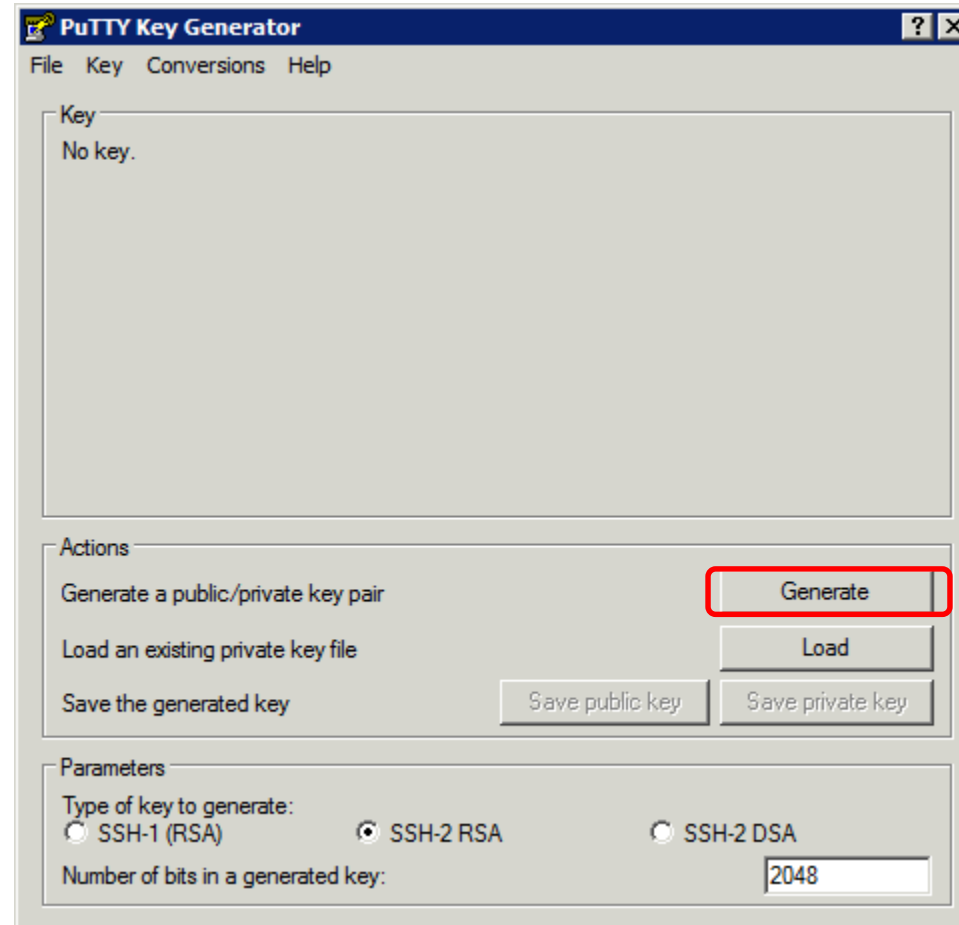 PuTTY Key Generator
File Key Conversions Help
Key
No key.
Actions
Generate a public/private key pair Generate
Load an existing private key file Load
Save the generated key Save public key Save private key
Parameters
Type of key to generate:
SSH-1 (RSA) SSH-2 RSA SSH-2 DSA
Number of bits in a generated key: 2048